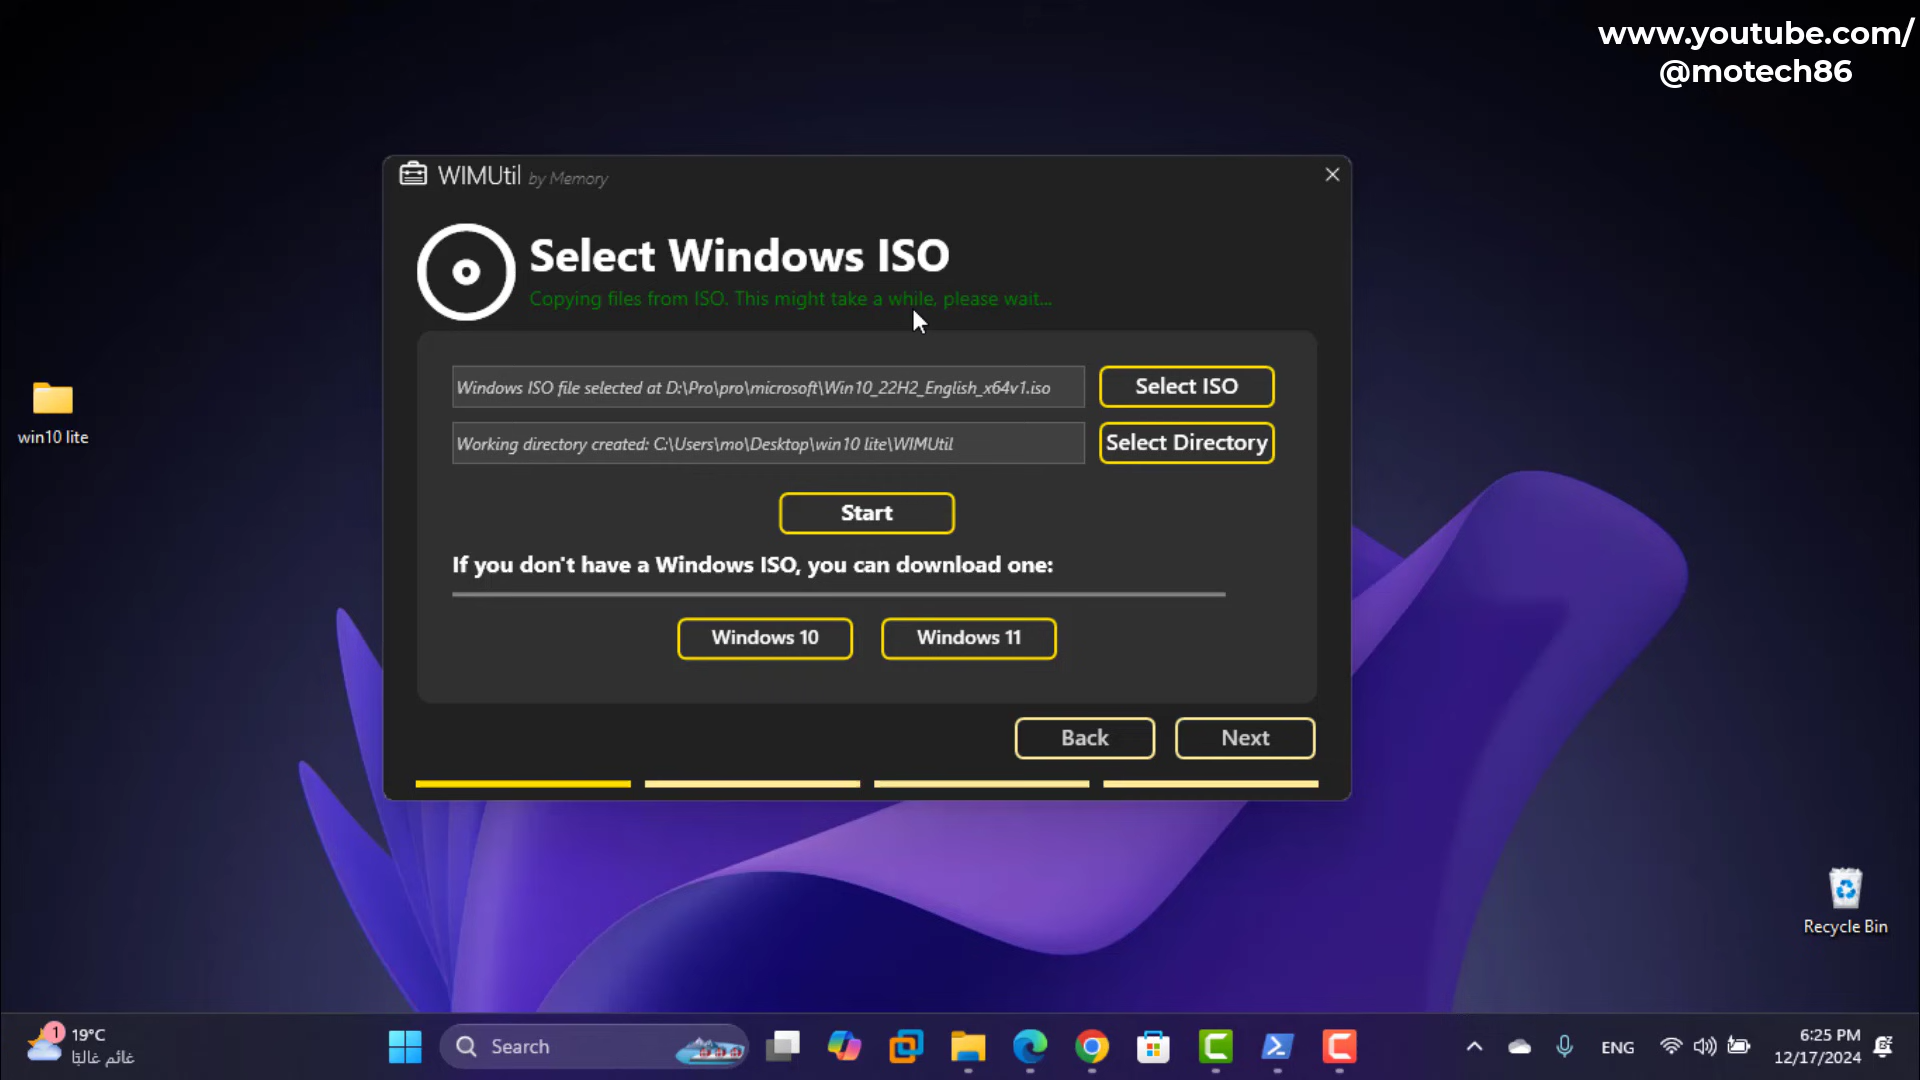 www.youtube.com/
@motech86
WIMUtil by Memory
Select Windows ISO
Copying files from ISO. This might take a while, please wait...
Windows ISO file selected at D:\Pro\pro\microsoft\Win10_22H2_English_x64v1.iso
Select ISO
Working directory created: C:\Users\mo\Desktop\win10 lite\WIMUtil
Select Directory
Start
If you don't have a Windows ISO, you can download one:
Windows 10
Windows 11
Back
Next
win10 lite
Recycle Bin
1
19°C
غائم غالبًا
Search
ENG
6:25 PM
12/17/2024